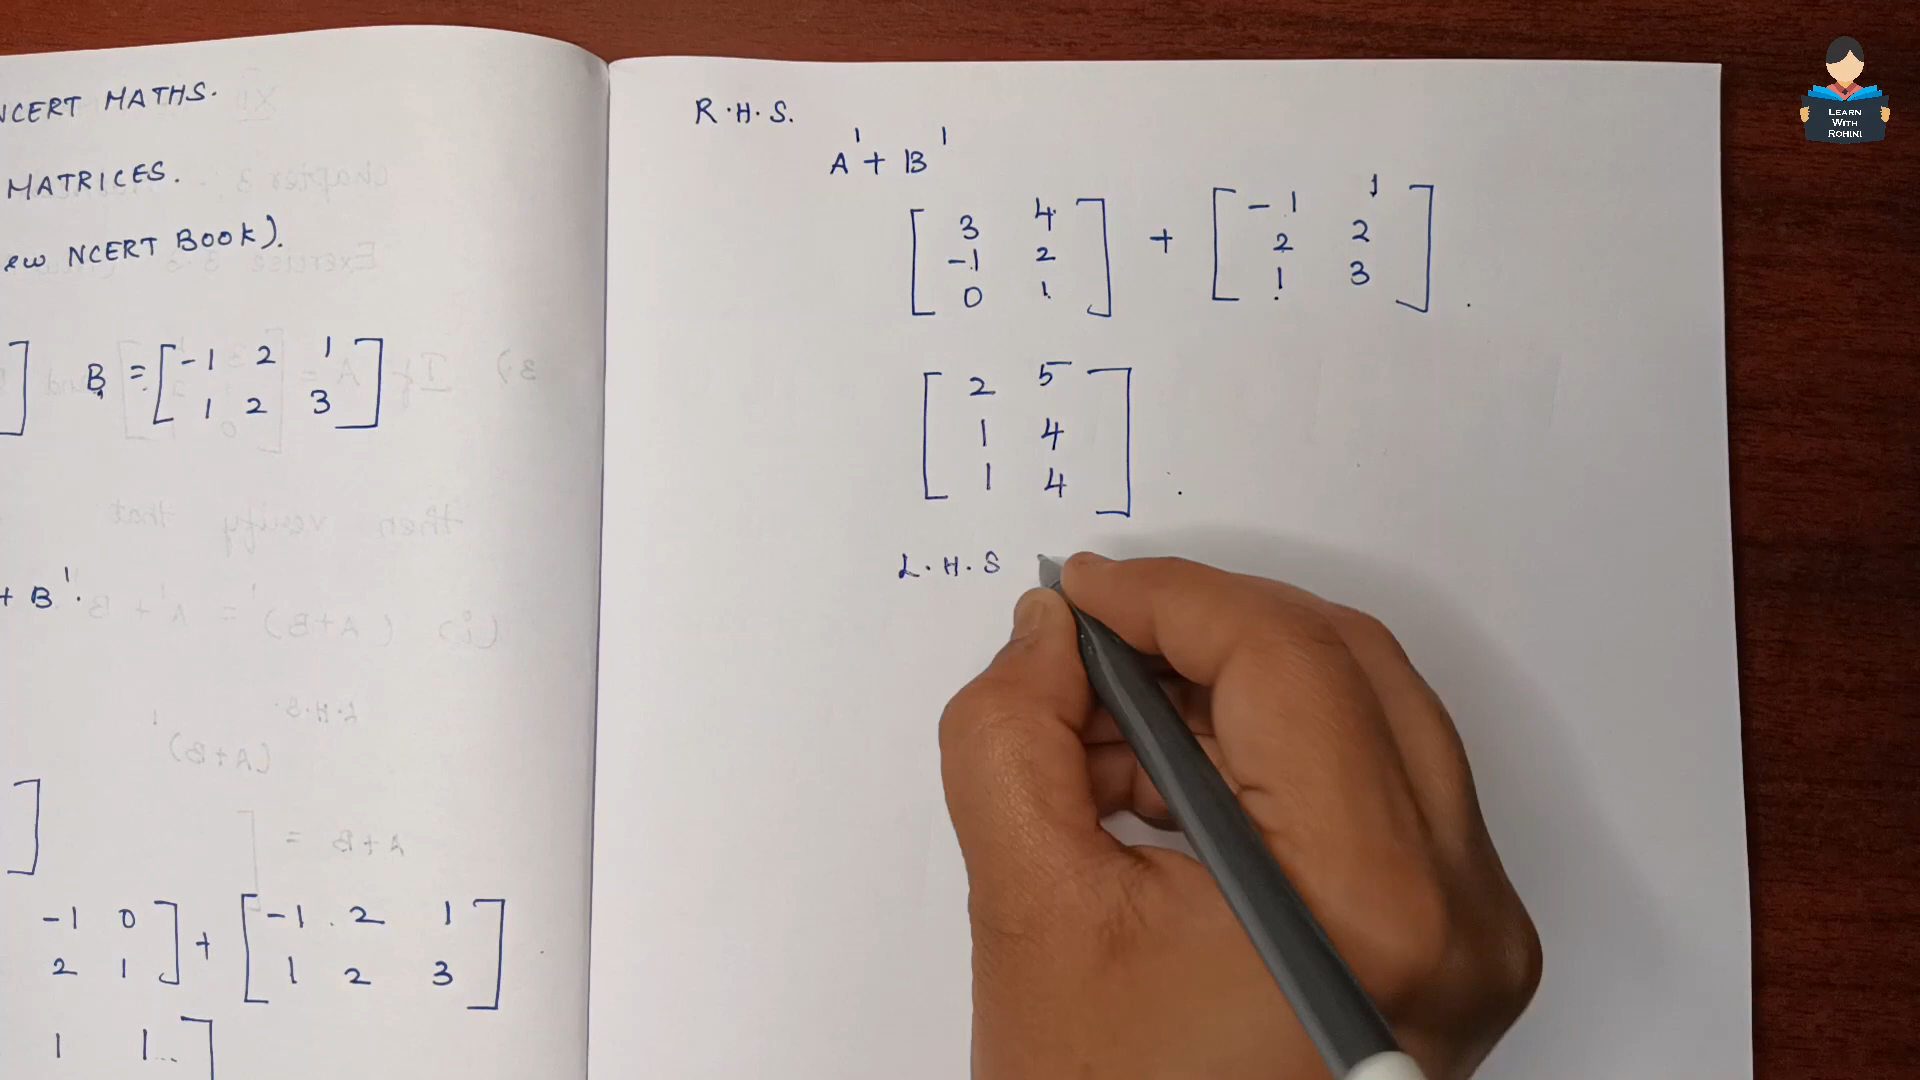 NCERT MATHS.
MATRICES.
ew NCERT BOOK).
] B = [ -1 2 1
1 2 3 ]
+ B'.
]
-1 0 ] + [ -1 2 1 ]
2 1 1 2 3
1 1 ]
R.H.S.
A' + B'
[ 3 4 ] + [ -1 1 ]
-1 2 2 2
0 1 1 3
[ 2 5 ]
1 4
1 4
L.H.S
LEARN
WITH
ROHINI